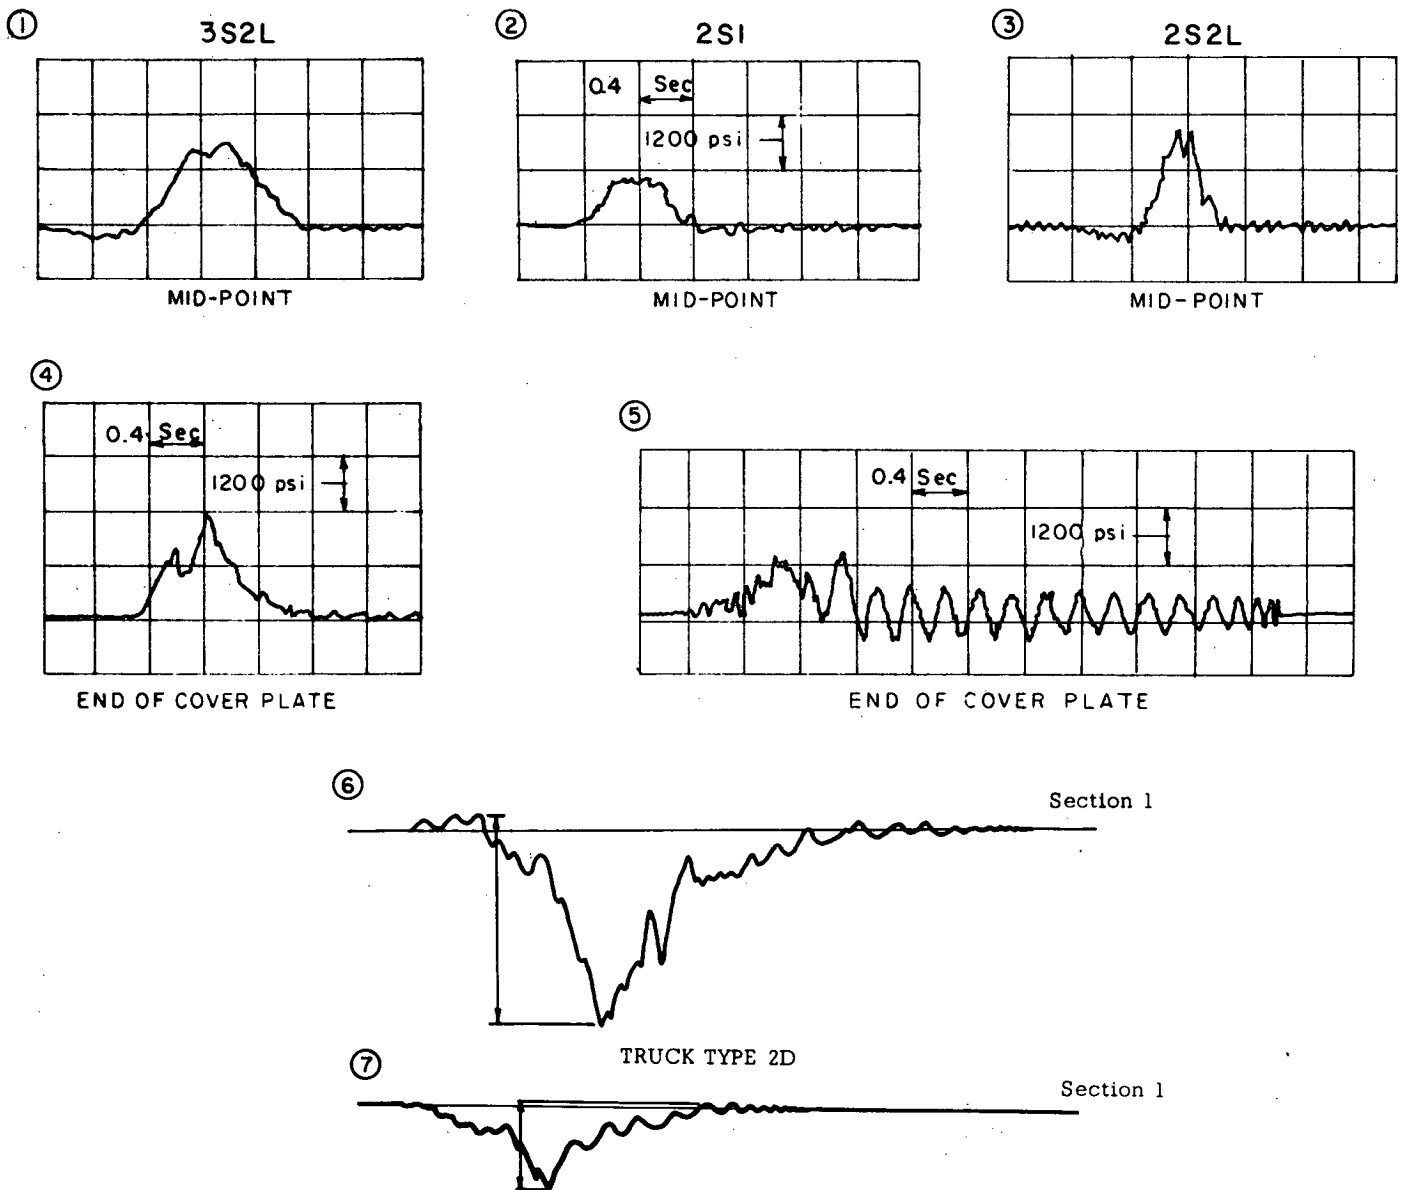 ① 3S2L
② 2S1
③ 2S2L
0.4 Sec
1200 psi
MID-POINT
MID-POINT
MID-POINT
④
0.4 Sec
1200 psi
END OF COVER PLATE
⑤
0.4 Sec
1200 psi
END OF COVER PLATE
⑥
Section 1
TRUCK TYPE 2D
⑦
Section 1